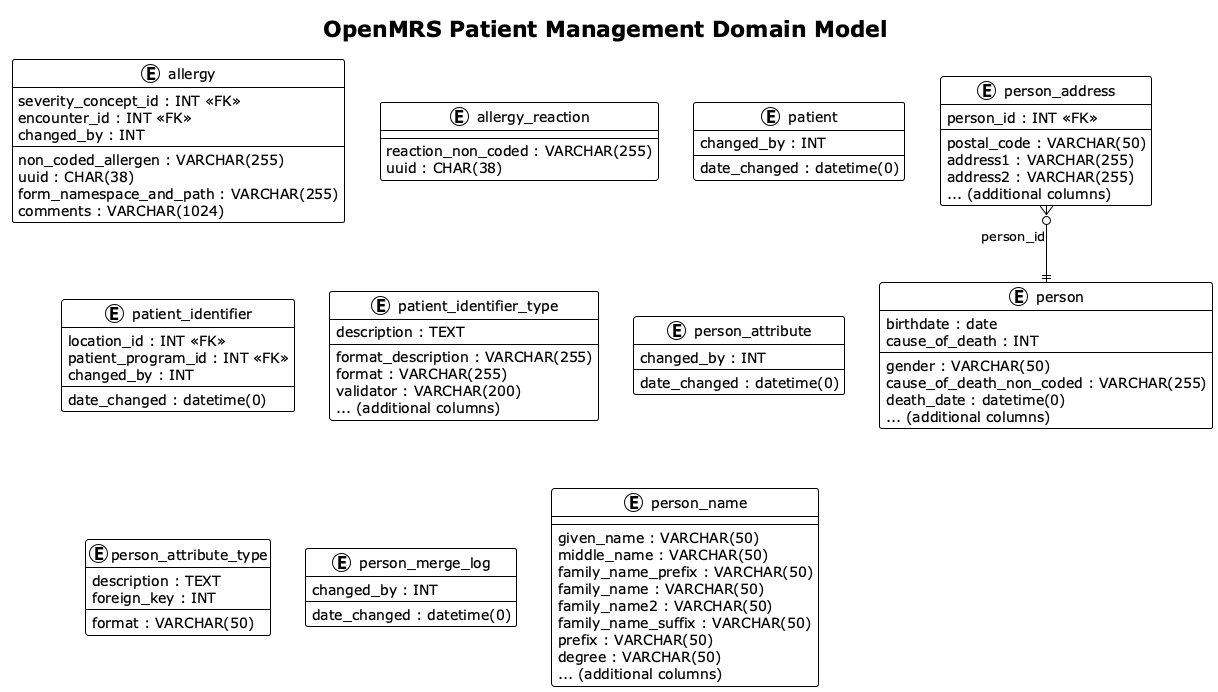 OpenMRS Patient Management Domain Model
E allergy
severity_concept_id : INT «FK»
encounter_id : INT «FK»
changed_by : INT
non_coded_allergen : VARCHAR(255)
uuid : CHAR(38)
form_namespace_and_path : VARCHAR(255)
comments : VARCHAR(1024)
E allergy_reaction
reaction_non_coded : VARCHAR(255)
uuid : CHAR(38)
E patient
changed_by : INT
date_changed : datetime(0)
E person_address
person_id : INT «FK»
postal_code : VARCHAR(50)
address1 : VARCHAR(255)
address2 : VARCHAR(255)
... (additional columns)
person_id
E patient_identifier
location_id : INT «FK»
patient_program_id : INT «FK»
changed_by : INT
date_changed : datetime(0)
E patient_identifier_type
description : TEXT
format_description : VARCHAR(255)
format : VARCHAR(255)
validator : VARCHAR(200)
... (additional columns)
E person_attribute
changed_by : INT
date_changed : datetime(0)
E person
birthdate : date
cause_of_death : INT
gender : VARCHAR(50)
cause_of_death_non_coded : VARCHAR(255)
death_date : datetime(0)
... (additional columns)
E person_attribute_type
description : TEXT
foreign_key : INT
format : VARCHAR(50)
E person_merge_log
changed_by : INT
date_changed : datetime(0)
E person_name
given_name : VARCHAR(50)
middle_name : VARCHAR(50)
family_name_prefix : VARCHAR(50)
family_name : VARCHAR(50)
family_name2 : VARCHAR(50)
family_name_suffix : VARCHAR(50)
prefix : VARCHAR(50)
degree : VARCHAR(50)
... (additional columns)